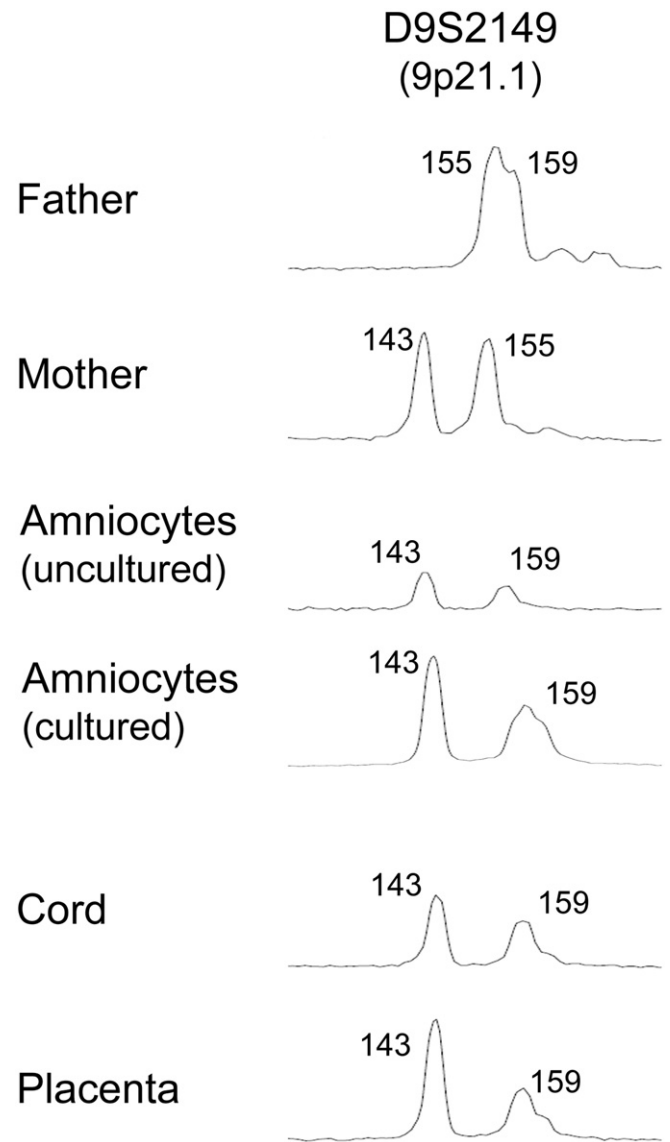 D9S2149
(9p21.1)
155 159
Father
143 155
Mother
Amniocytes
(uncultured)
143 159
Amniocytes
(cultured)
143 159
Cord
143 159
Placenta
143 159